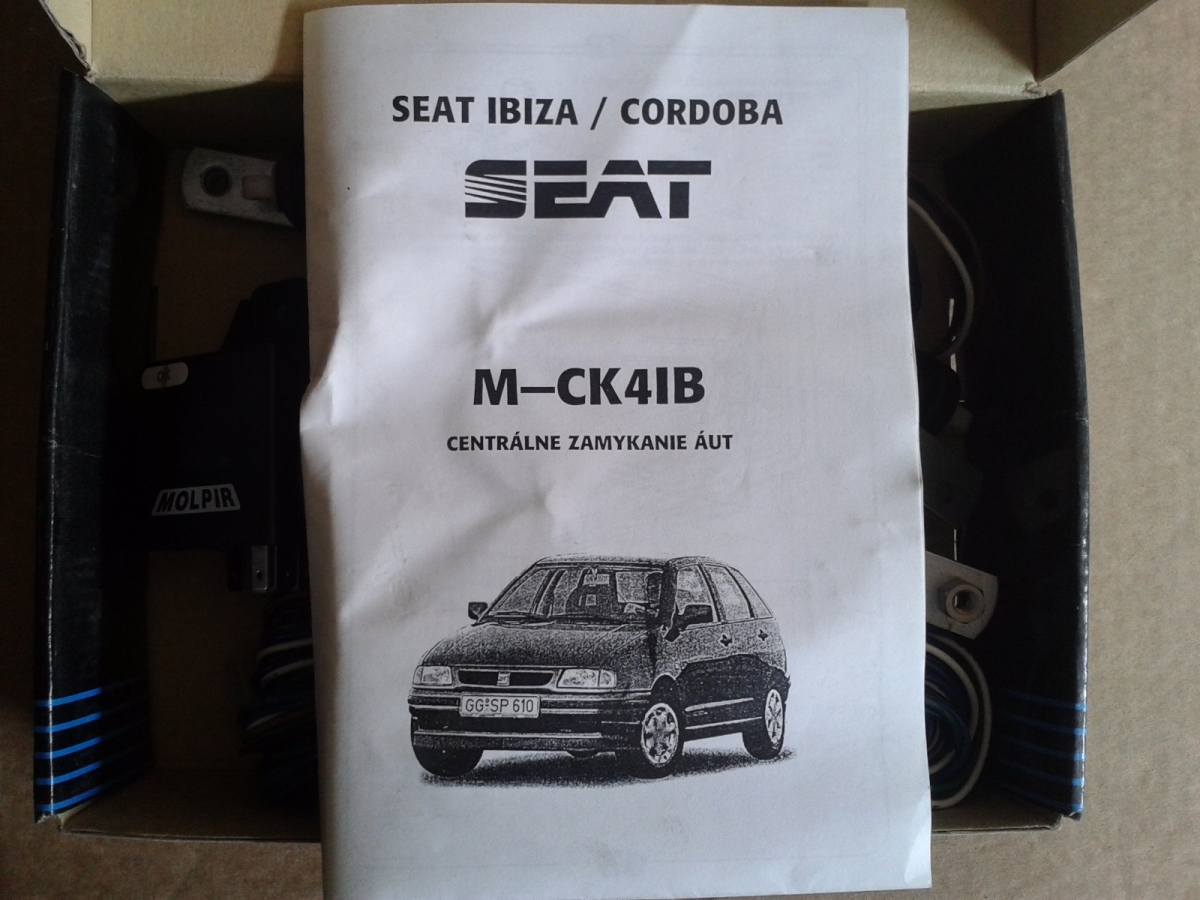 SEAT IBIZA / CORDOBA
SEAT
M–CK4IB
CENTRÁLNE ZAMYKANIE ÁUT
MOLPIR
GG SP 610